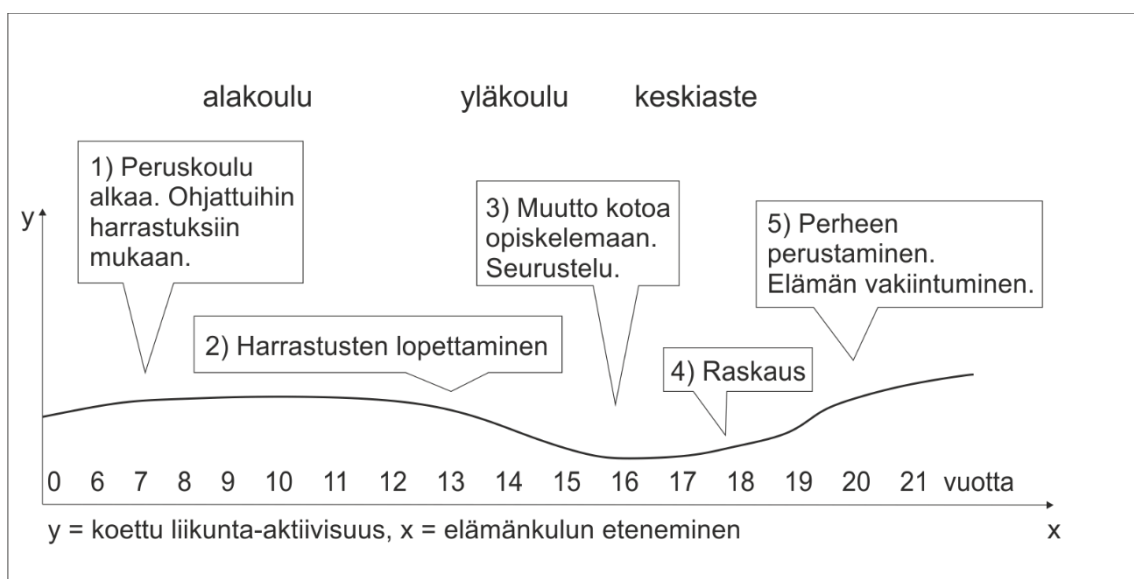 alakoulu yläkoulu keskiaste
1) Peruskoulu
alkaa. Ohjattuihin
harrastuksiin
mukaan.
2) Harrastusten lopettaminen
3) Muutto kotoa
opiskelemaan.
Seurustelu.
4) Raskaus
5) Perheen
perustaminen.
Elämän vakiintuminen.
y
0 6 7 8 9 10 11 12 13 14 15 16 17 18 19 20 21 vuotta
y = koettu liikunta-aktiivisuus, x = elämänkulun eteneminen
x